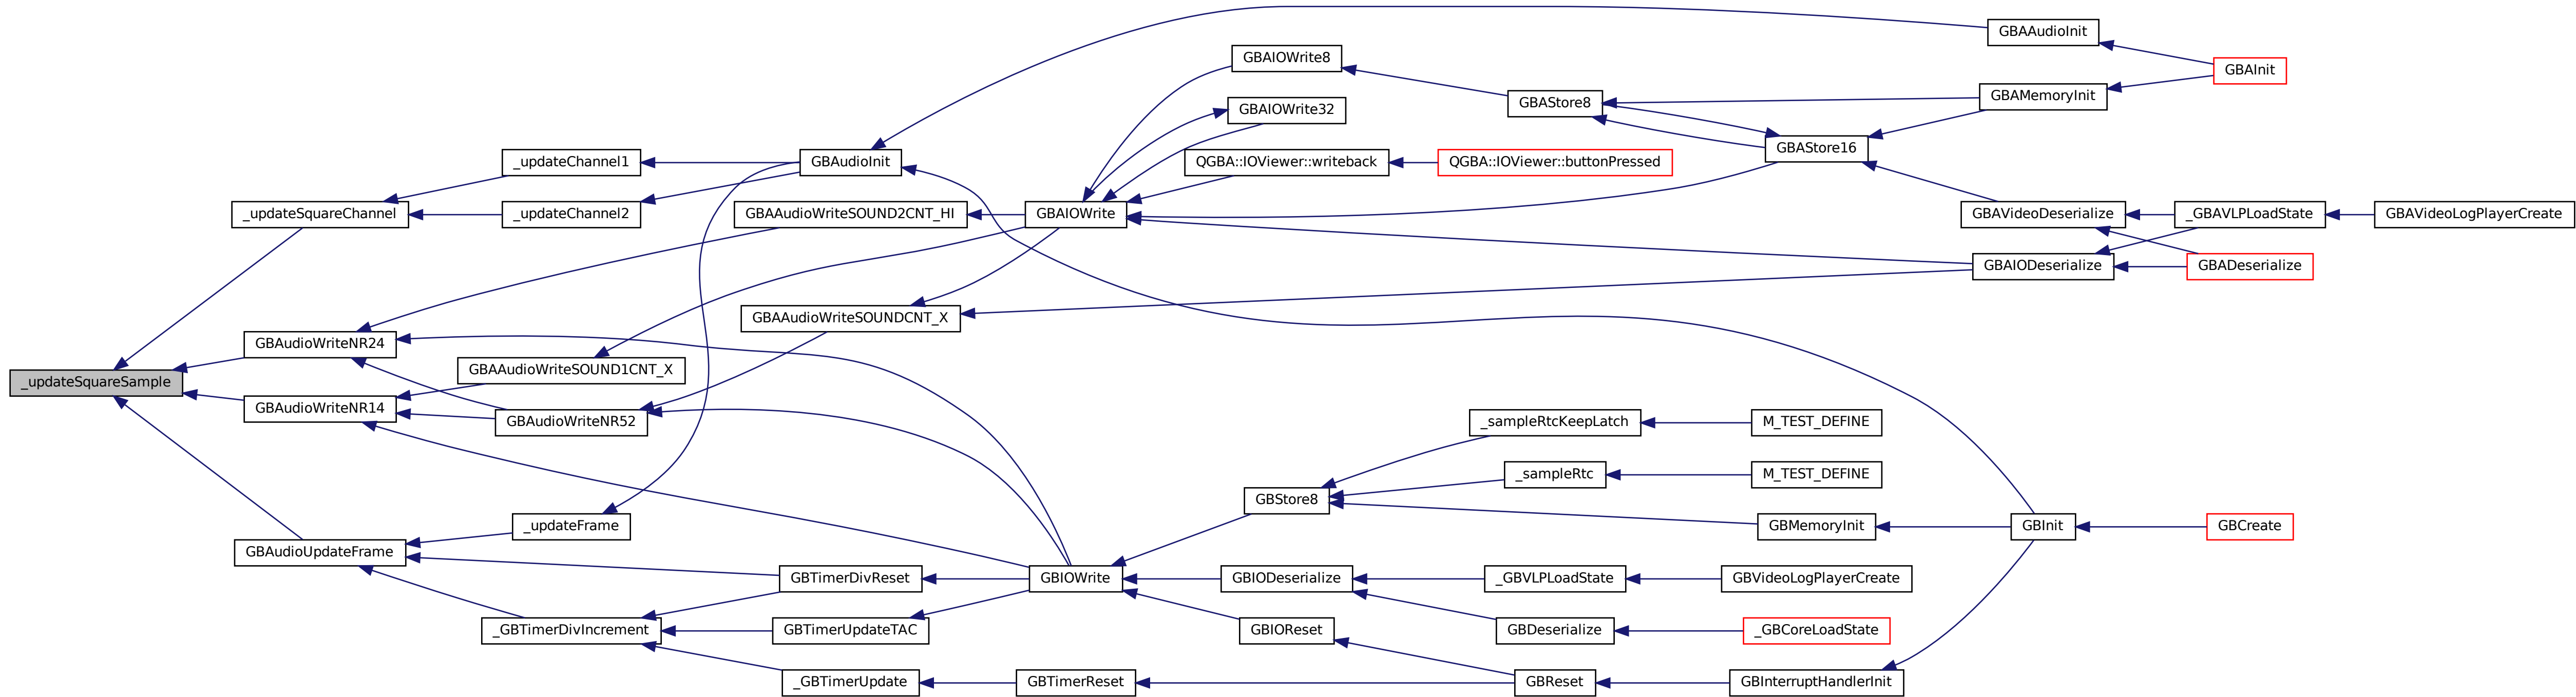 _updateSquareSample
_updateSquareChannel
GBAudioWriteNR24
GBAudioWriteNR14
GBAudioUpdateFrame
_updateChannel1
_updateChannel2
GBAAudioWriteSOUND1CNT_X
GBAudioWriteNR52
_updateFrame
_GBTimerDivIncrement
GBAudioInit
GBAAudioWriteSOUND2CNT_HI
GBAAudioWriteSOUNDCNT_X
GBTimerDivReset
GBTimerUpdateTAC
_GBTimerUpdate
GBAIOWrite
GBIOWrite
GBTimerReset
GBAIOWrite8
GBAIOWrite32
QGBA::IOViewer::writeback
GBStore8
GBIODeserialize
GBIOReset
GBAStore8
QGBA::IOViewer::buttonPressed
_sampleRtcKeepLatch
_sampleRtc
_GBVLPLoadState
GBDeserialize
GBReset
GBAStore16
M_TEST_DEFINE
M_TEST_DEFINE
GBMemoryInit
GBVideoLogPlayerCreate
_GBCoreLoadState
GBInterruptHandlerInit
GBAAudioInit
GBAMemoryInit
GBAVideoDeserialize
GBAIODeserialize
GBInit
GBAInit
_GBAVLPLoadState
GBADeserialize
GBCreate
GBAVideoLogPlayerCreate